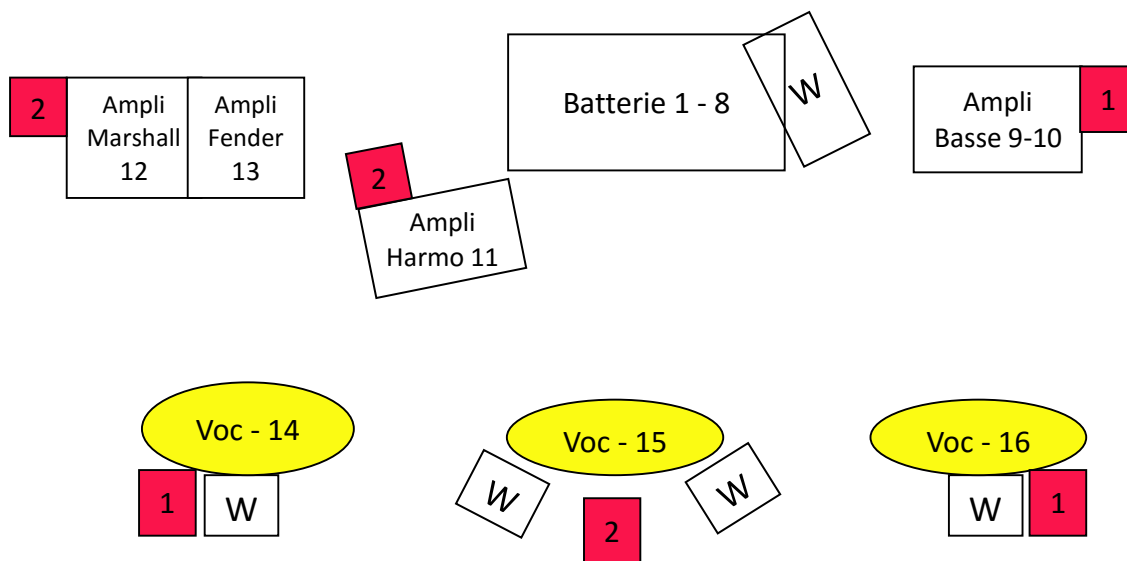 W
Batterie 1 - 8
2
Ampli
Marshall
12
Ampli
Fender
13
Ampli
Basse 9-10
1
2
Ampli
Harmo 11
Voc - 14
Voc - 15
Voc - 16
1
W
W
2
W
W
1